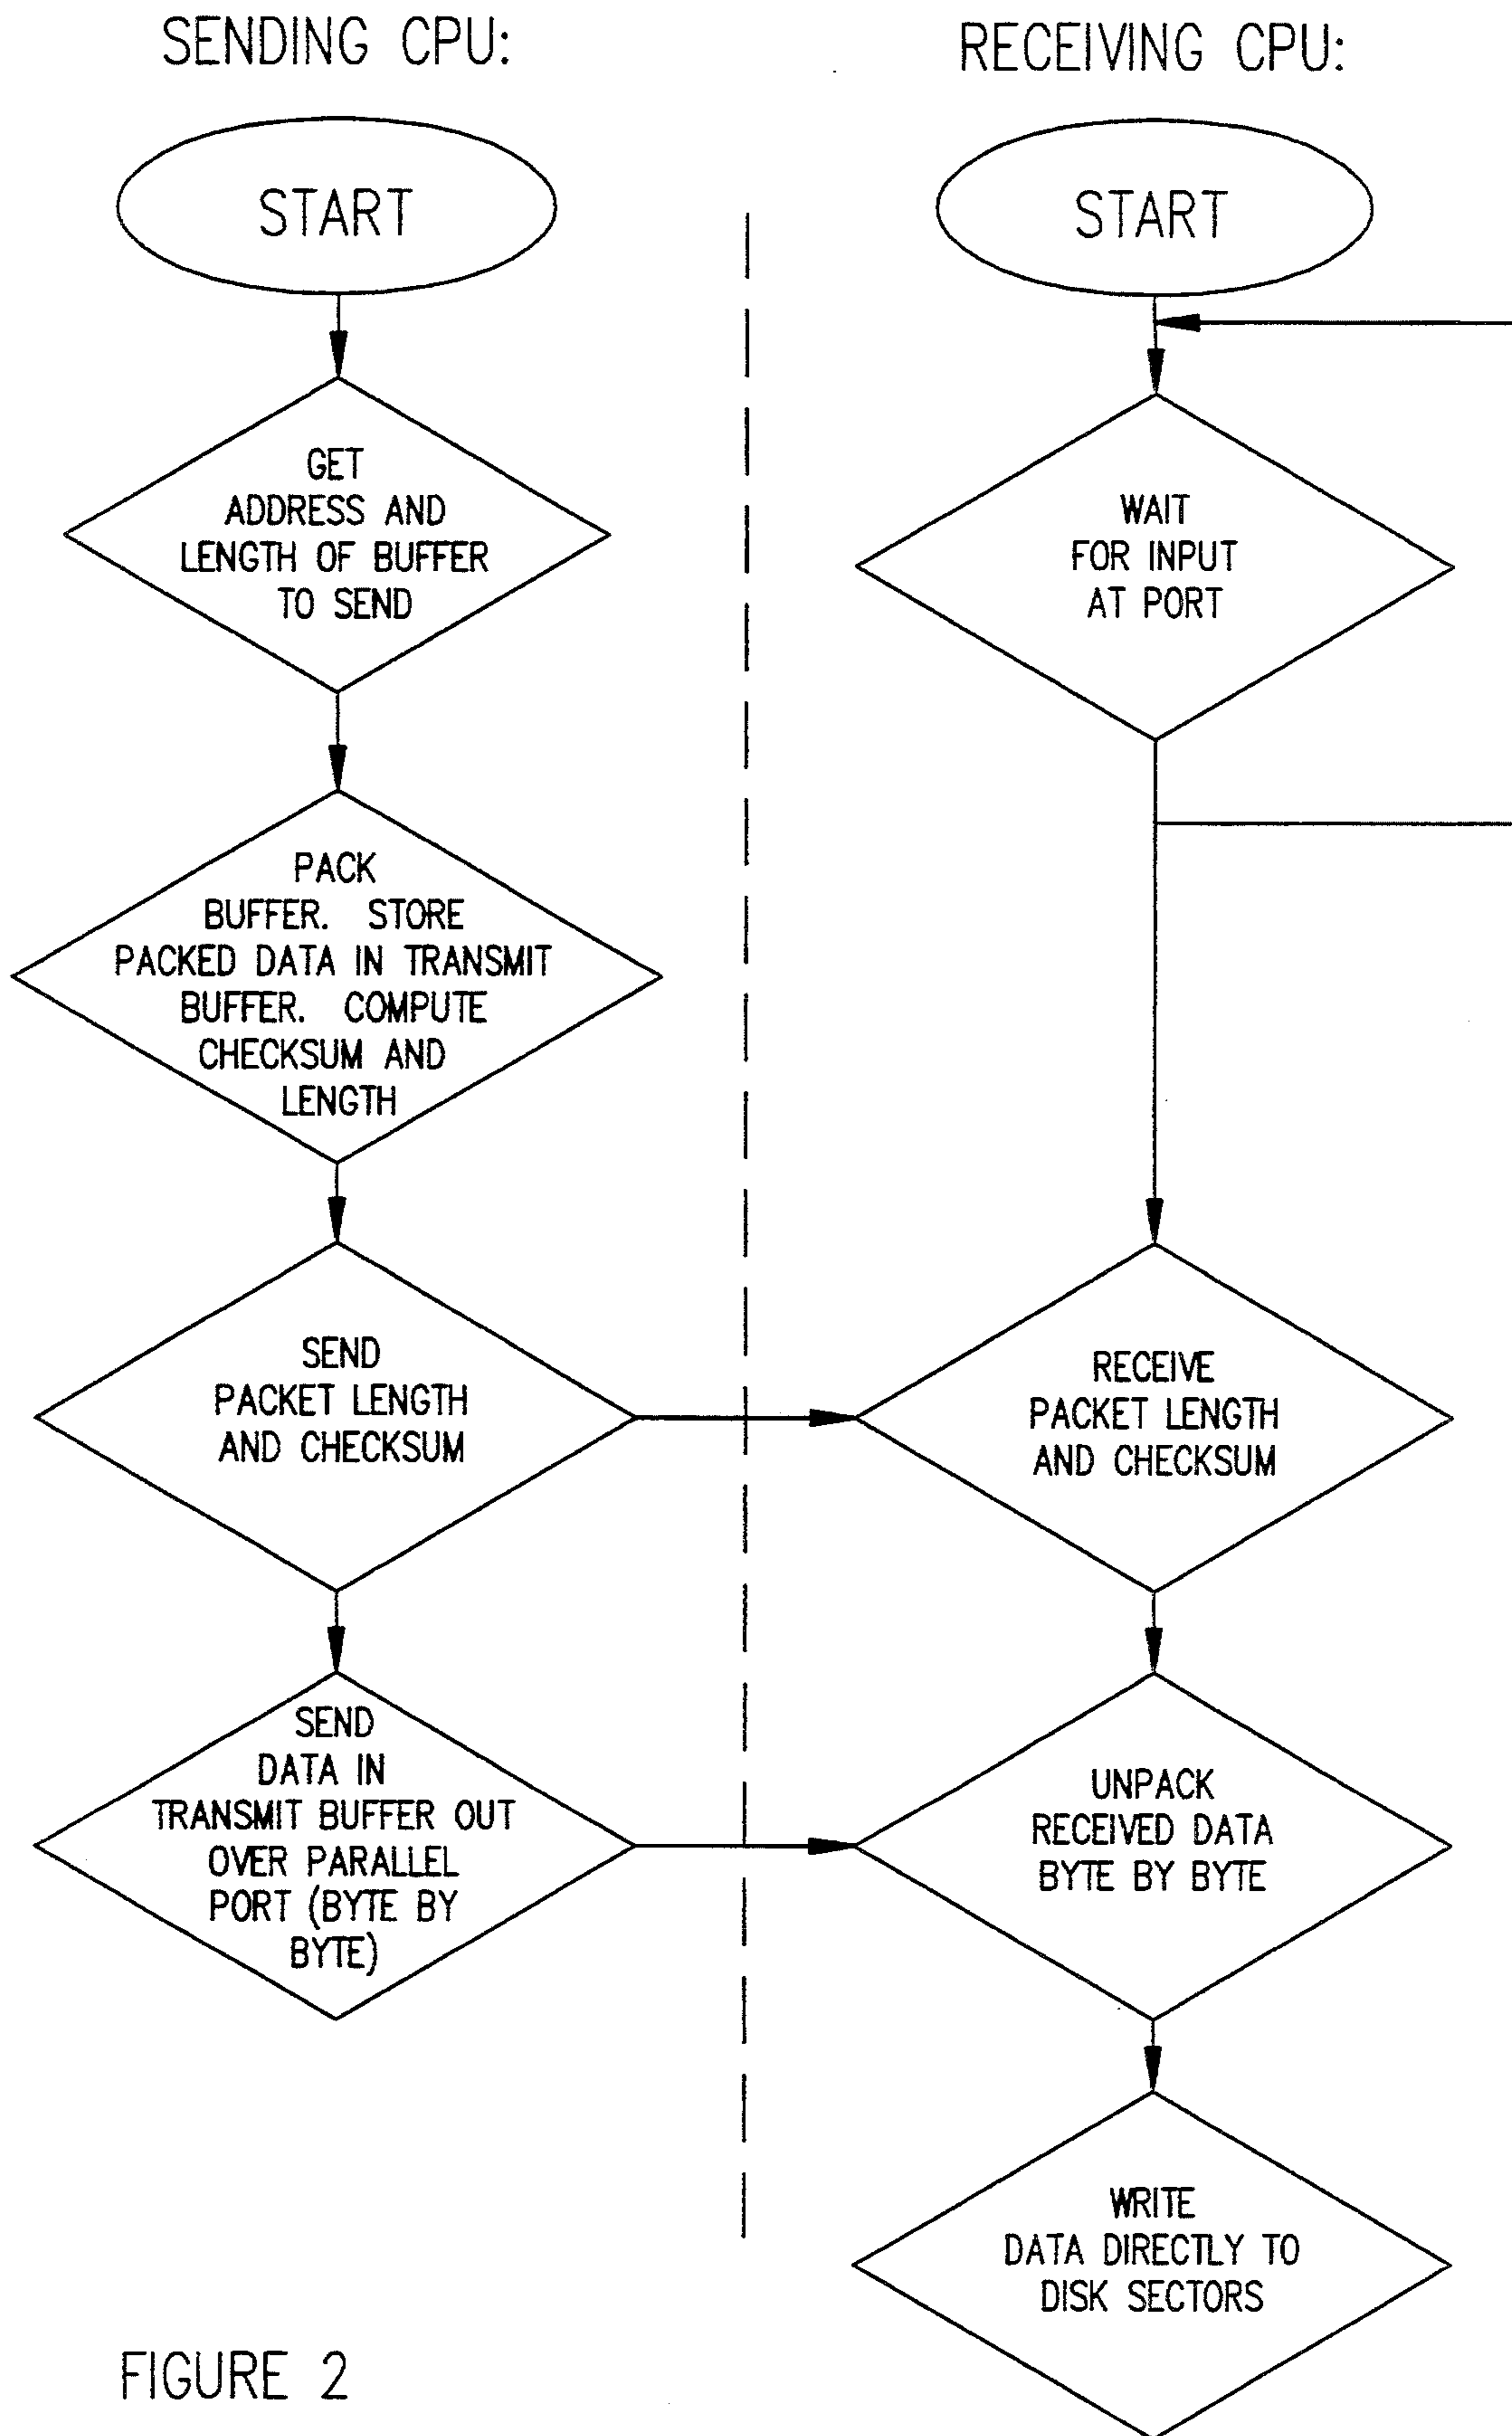 SENDING CPU:
START
GET
ADDRESS AND
LENGTH OF BUFFER
TO SEND
PACK
BUFFER. STORE
PACKED DATA IN TRANSMIT
BUFFER. COMPUTE
CHECKSUM AND
LENGTH
SEND
PACKET LENGTH
AND CHECKSUM
SEND
DATA IN
TRANSMIT BUFFER OUT
OVER PARALLEL
PORT (BYTE BY
BYTE)
RECEIVING CPU:
START
WAIT
FOR INPUT
AT PORT
RECEIVE
PACKET LENGTH
AND CHECKSUM
UNPACK
RECEIVED DATA
BYTE BY BYTE
WRITE
DATA DIRECTLY TO
DISK SECTORS
FIGURE 2